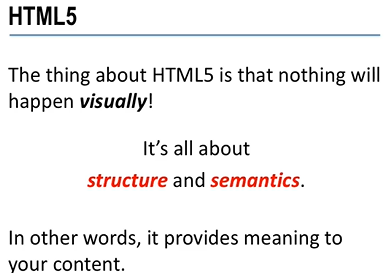 HTML5
The thing about HTML5 is that nothing will
happen visually!
It’s all about
structure and semantics.
In other words, it provides meaning to
your content.